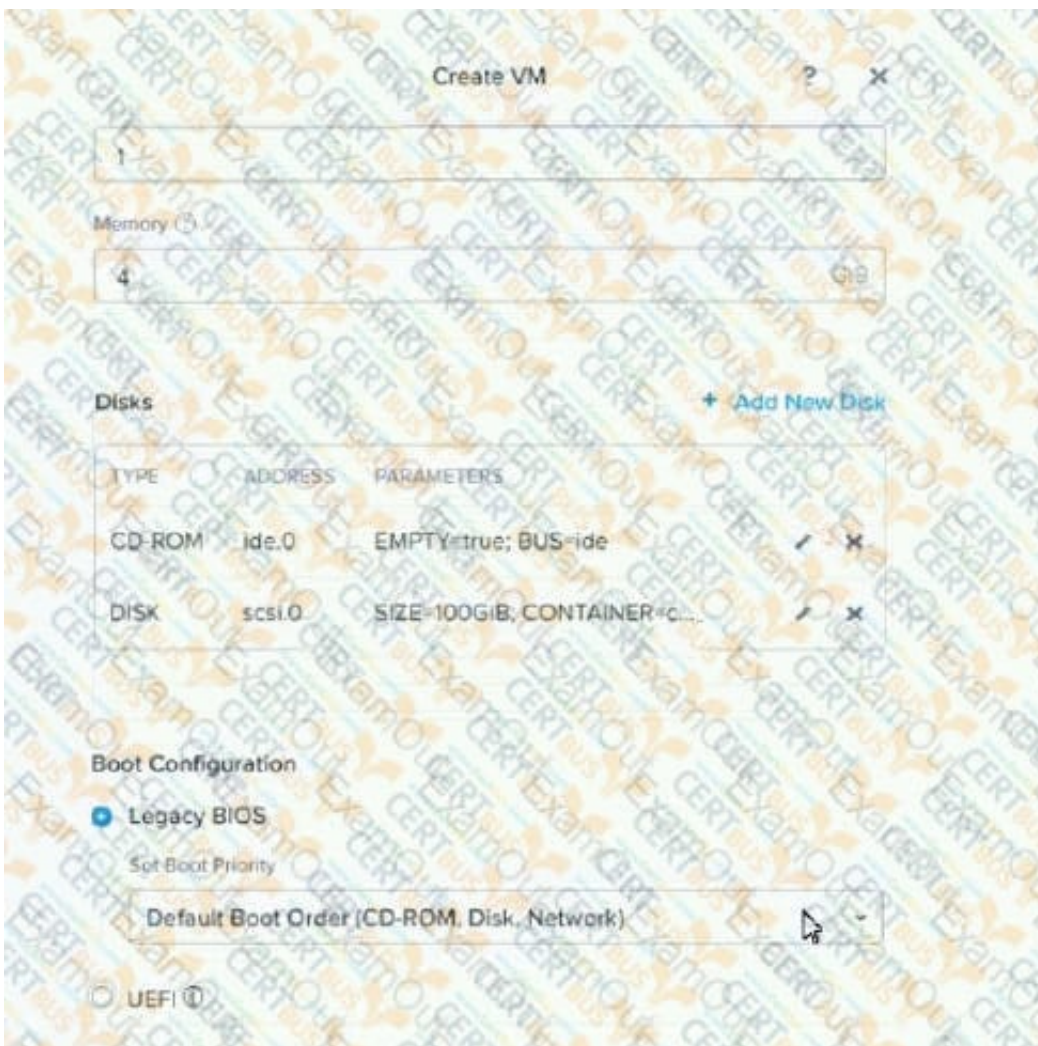 Create VM ? ×
1
Memory ?
4 GiB
Disks + Add New Disk
TYPE ADDRESS PARAMETERS
CD-ROM ide.0 EMPTY=true; BUS=ide
DISK scsi.0 SIZE=100GIB, CONTAINER=c...
Boot Configuration
Legacy BIOS
Set Boot Priority
Default Boot Order (CD-ROM, Disk, Network)
UEFI